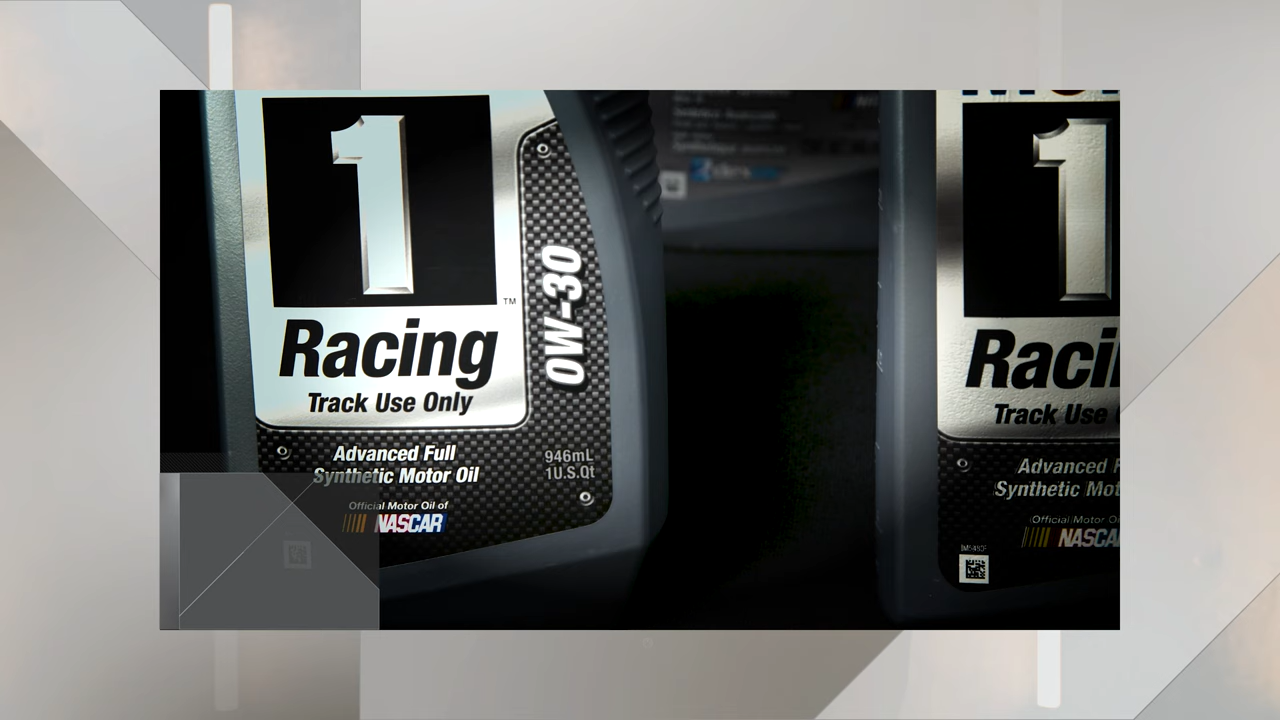 1
TM
Racing
Track Use Only
0W-30
Advanced Full
Synthetic Motor Oil
946mL
1U.S.Qt
Official Motor Oil of
NASCAR
1
Raci
Track Use
Advanced F
Synthetic Mot
Official Motor O
NASCA